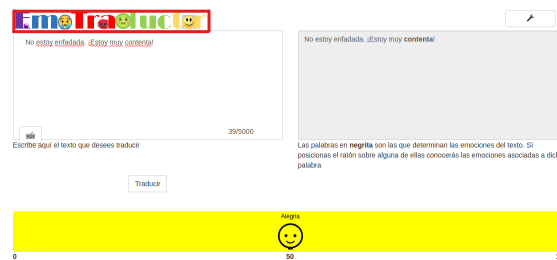 EmoTraductor
No estoy enfadada. ¡Estoy muy contenta!
39/5000
Escribe aquí el texto que desees traducir
No estoy enfadada. ¡Estoy muy contenta!
Las palabras en negrita son las que determinan las emociones del texto. Si
posicionas el ratón sobre alguna de ellas conocerás las emociones asociadas a dich
palabra
Traducir
Alegria
0
50